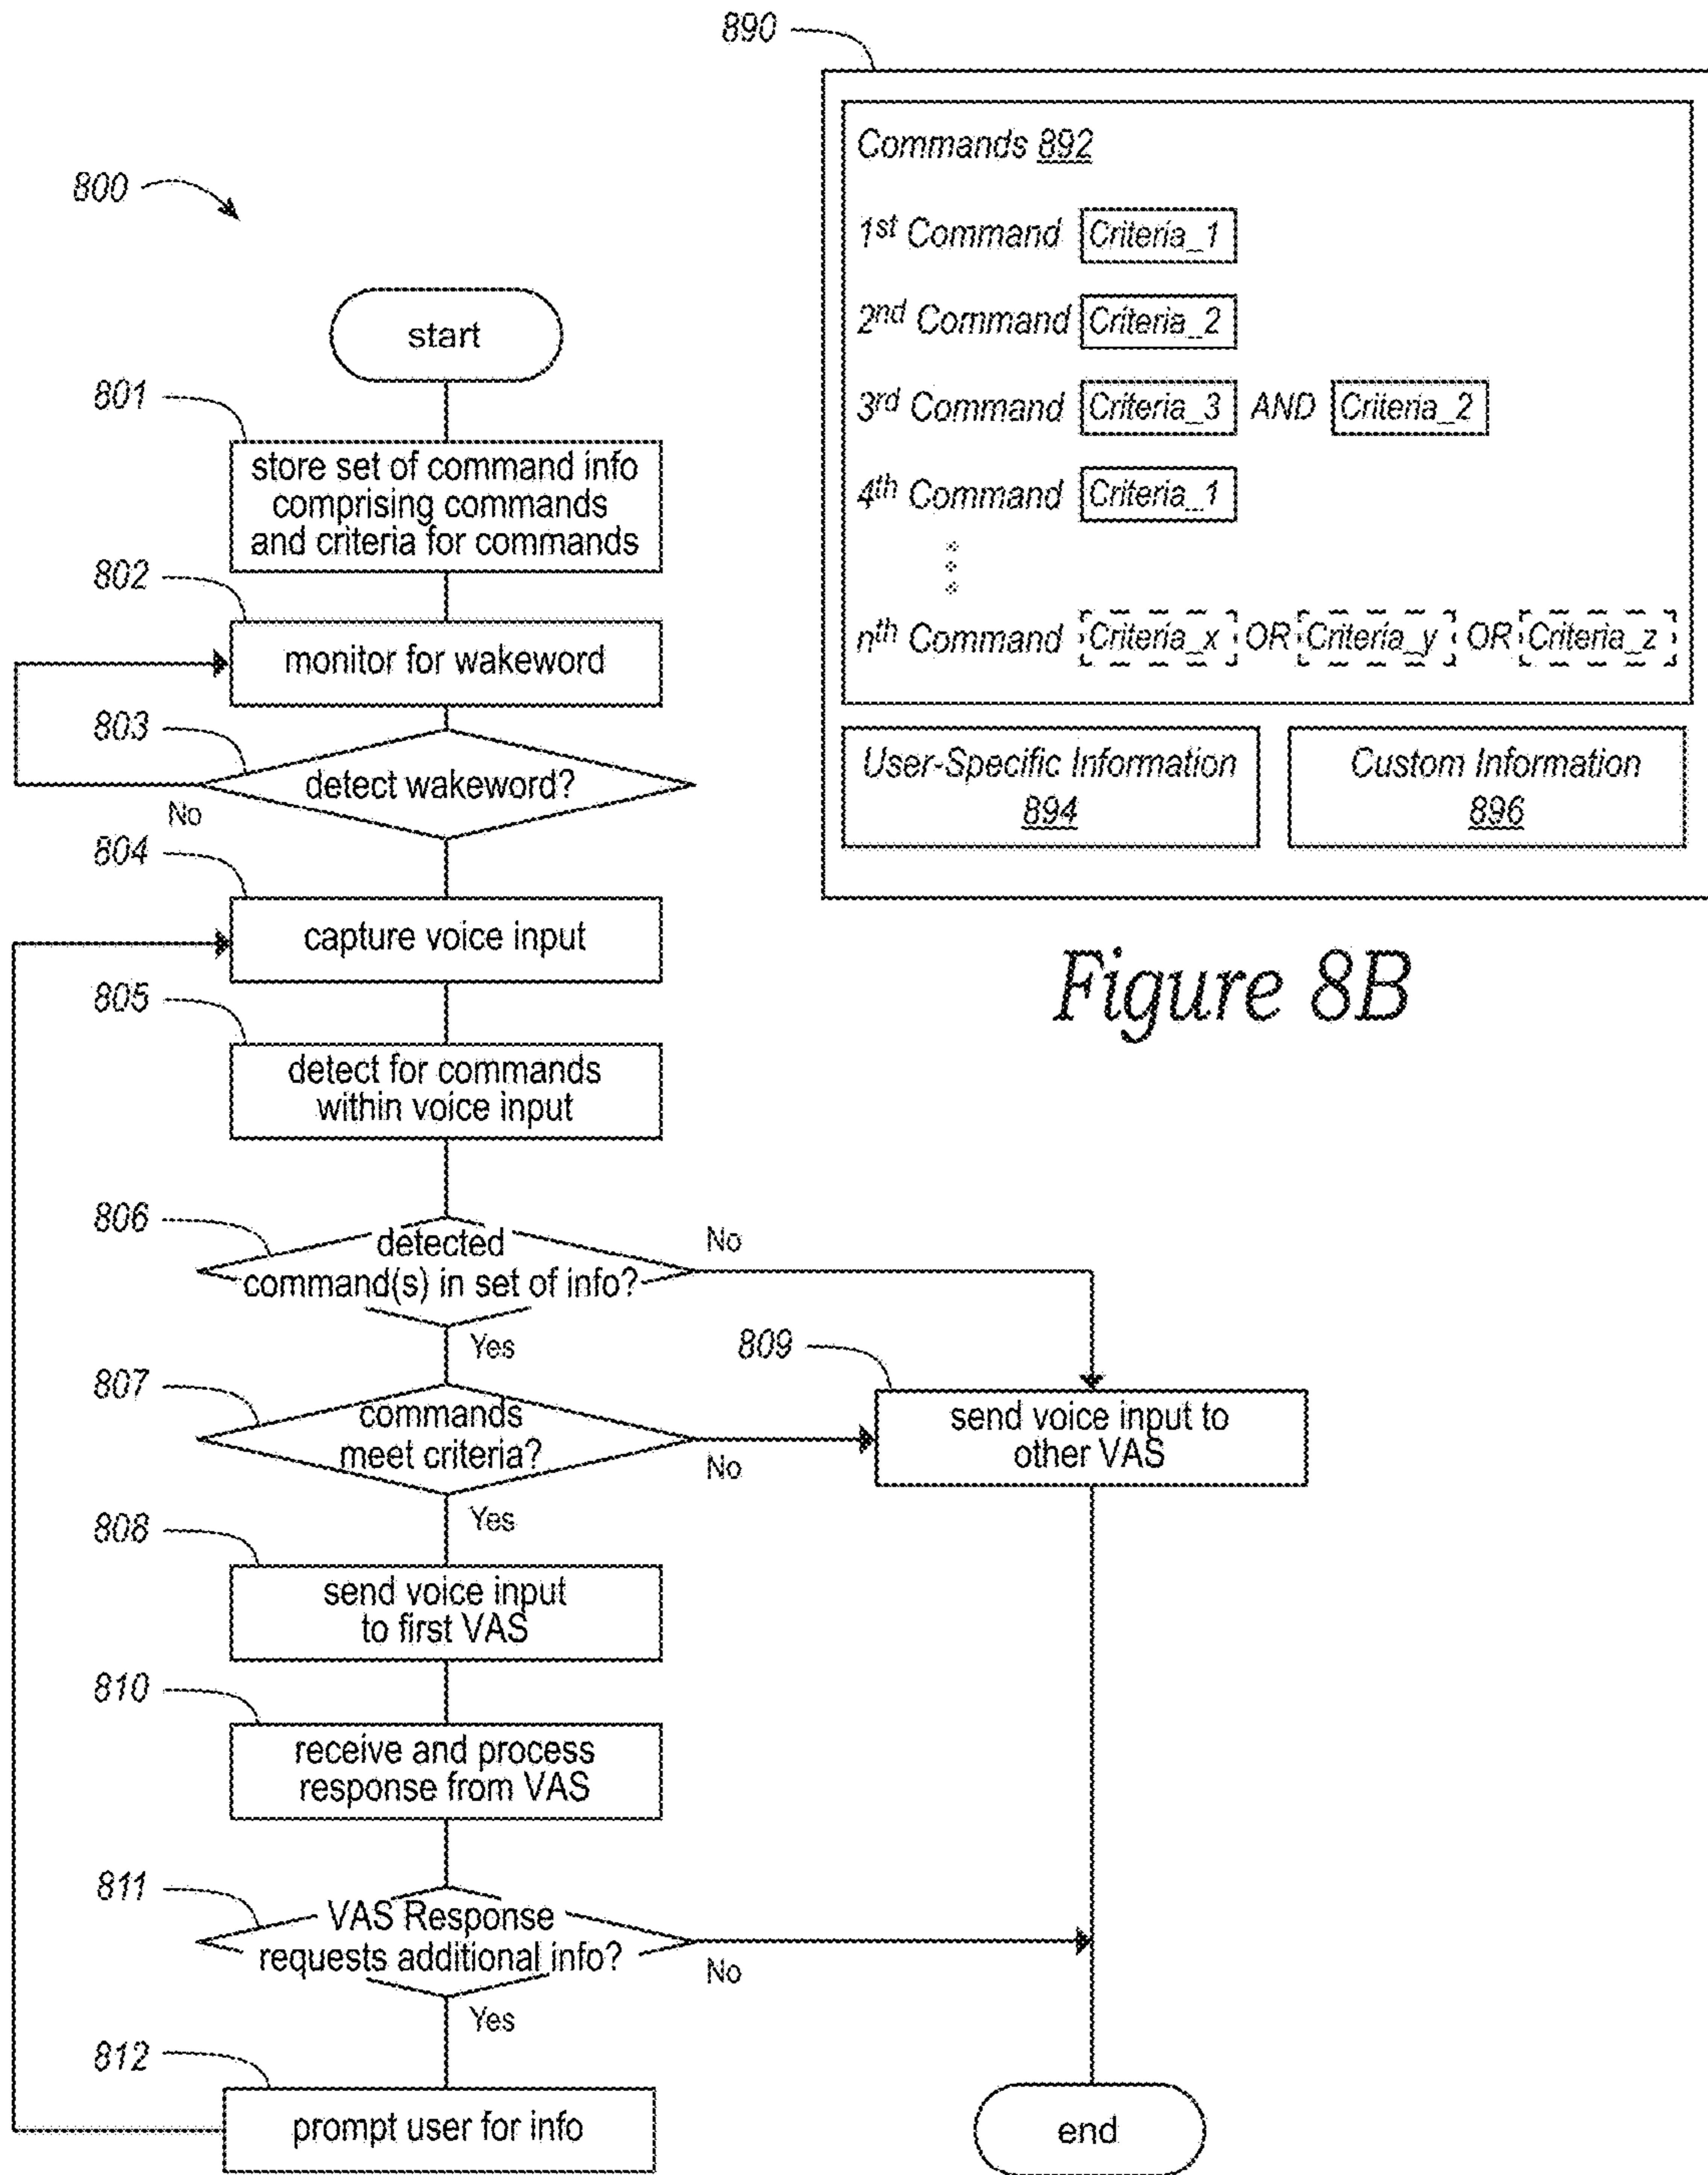 800
start
801
store set of command info
comprising commands
and criteria for commands
802
monitor for wakeword
803
detect wakeword?
No
804
capture voice input
805
detect for commands
within voice input
806
detected
command(s) in set of info?
No
Yes
807
commands
meet criteria?
No
Yes
809
send voice input to
other VAS
808
send voice input
to first VAS
810
receive and process
response from VAS
811
VAS Response
requests additional info?
No
Yes
812
prompt user for info
end
890
Commands 892
1st Command Criteria_1
2nd Command Criteria_2
3rd Command Criteria_3 AND Criteria_2
4th Command Criteria_1
nth Command Criteria_x OR Criteria_y OR Criteria_z
User-Specific Information
894
Custom Information
896
Figure 8B